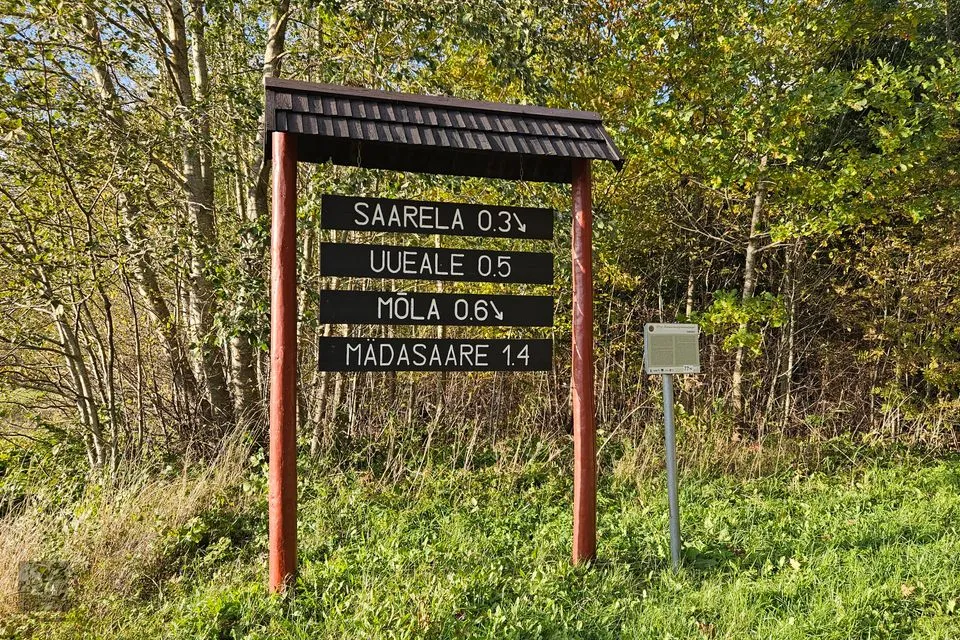 SAARELA 0.3↘
UUEALE 0.5
MÕLA 0.6↘
MÄDASAARE 1.4